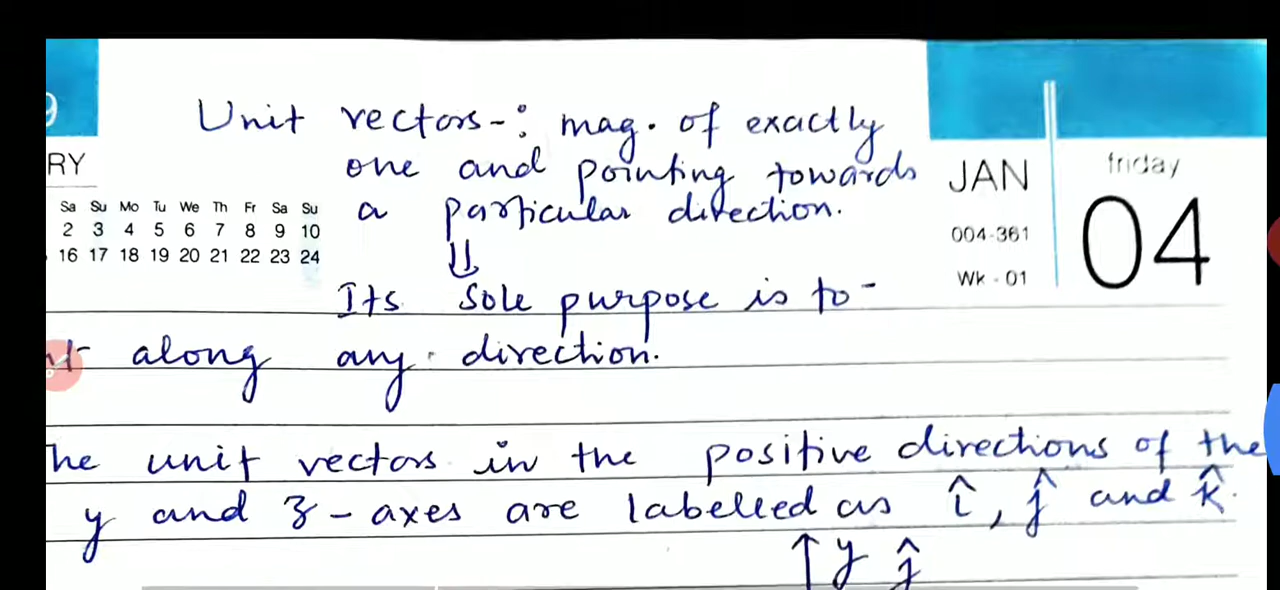 9
RY
Sa Su Mo Tu We Th Fr Sa Su
2 3 4 5 6 7 8 9 10
16 17 18 19 20 21 22 23 24
JAN
004-361
Wk - 01
friday
04
Unit vectors-: mag. of exactly
one and pointing towards
a particular direction.
⇓
Its sole purpose is to -
along any direction.
he unit vectors in the positive directions of the
y and z - axes are labelled as î, ĵ and k̂.
↑ y ĵ